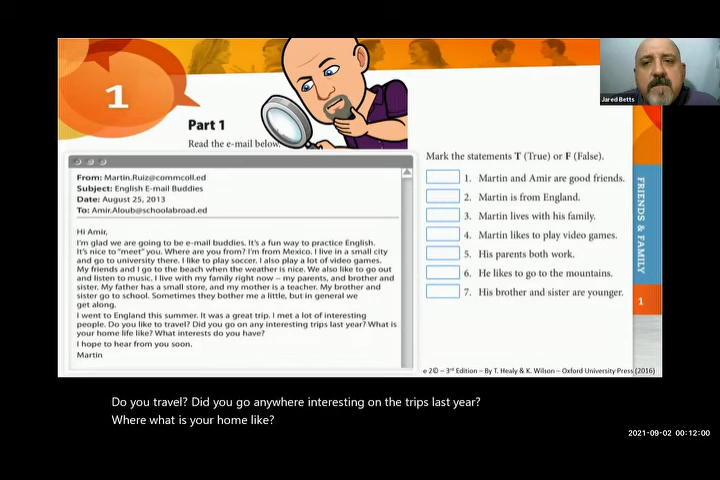 Jared Betts
1
Part 1
Read the e-mail below.
From: Martin.Ruiz@commcoll.ed
Subject: English E-mail Buddies
Date: August 25, 2013
To: Amir.Aloub@schoolabroad.ed
Hi Amir,
I'm glad we are going to be e-mail buddies. It's a fun way to practice English.
It's nice to "meet" you. Where are you from? I'm from Mexico. I live in a small city
and go to university there. I like to play soccer. I also play a lot of video games.
My friends and I go to the beach when the weather is nice. We also like to go out
and listen to music. I live with my family right now – my parents, and brother and
sister. My father has a small store, and my mother is a teacher. My brother and
sister go to school. Sometimes they bother me a little, but in general we
get along.
I went to England this summer. It was a great trip. I met a lot of interesting
people. Do you like to travel? Did you go on any interesting trips last year? What is
your home life like? What interests do you have?
I hope to hear from you soon.
Martin
Mark the statements T (True) or F (False).
1. Martin and Amir are good friends.
2. Martin is from England.
3. Martin lives with his family.
4. Martin likes to play video games.
5. His parents both work.
6. He likes to go to the mountains.
7. His brother and sister are younger.
FRIENDS & FAMILY
1
e 2© – 3rd Edition – By T. Healy & K. Wilson – Oxford University Press (2016)
Do you travel? Did you go anywhere interesting on the trips last year?
Where what is your home like?
2021-09-02 00:12:00